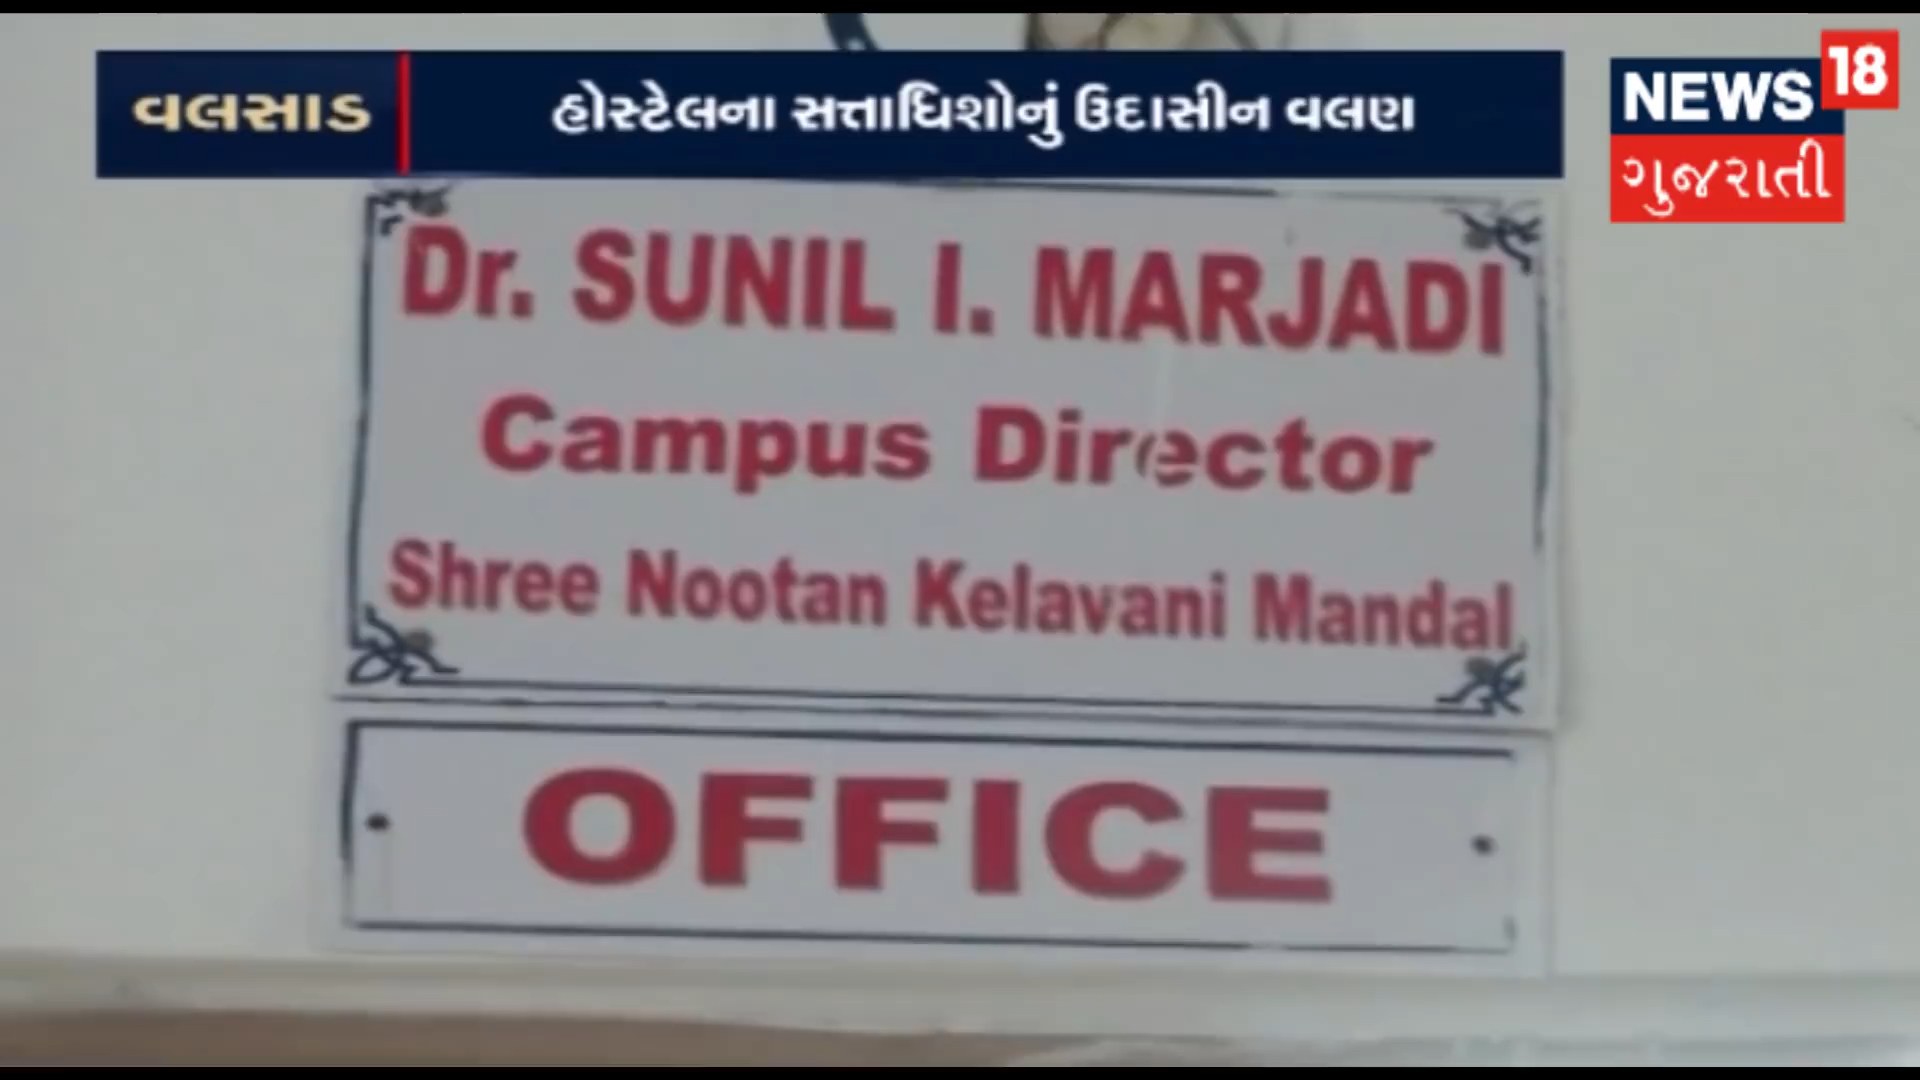 વલસાડ
હોસ્ટેલના સત્તાધિશોનું ઉદાસીન વલણ
NEWS 18
ગુજરાતી
Dr. SUNIL I. MARJADI
Campus Director
Shree Nootan Kelavani Mandal
OFFICE